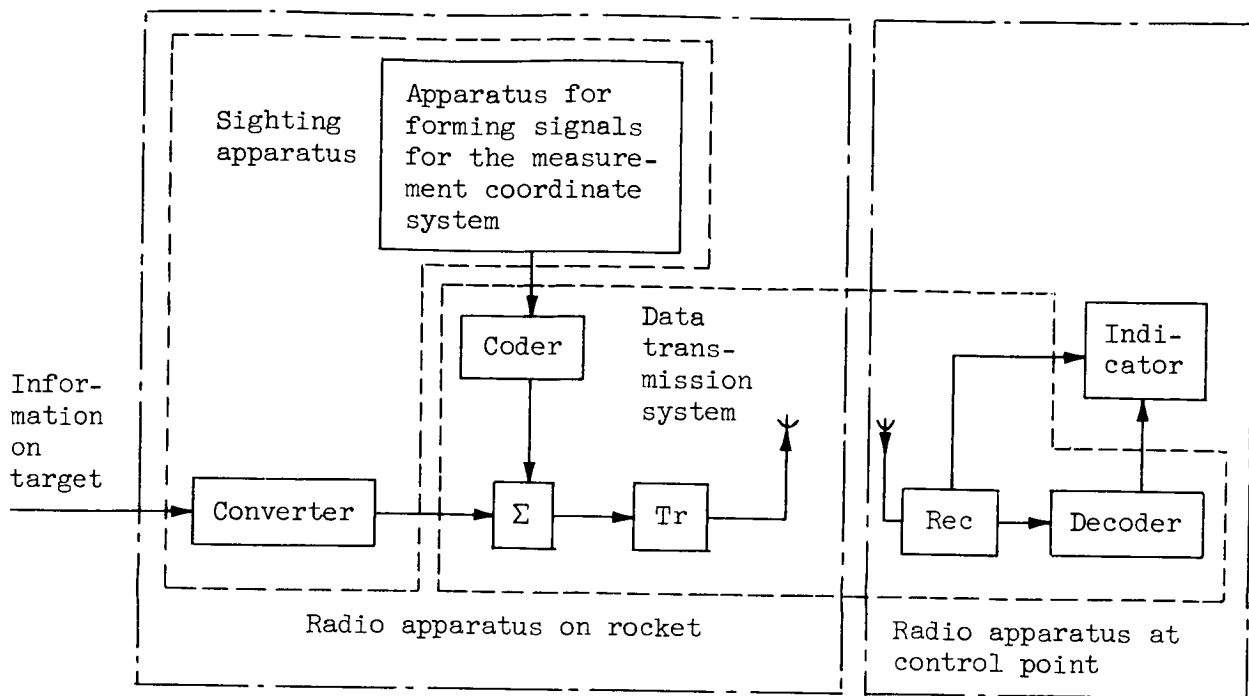 Sighting
apparatus
Apparatus for
forming signals
for the measure-
ment coordinate
system
Coder
Data
trans-
mission
system
Indi-
cator
Infor-
mation
on
target
Converter
Σ
Tr
Rec
Decoder
Radio apparatus on rocket
Radio apparatus at
control point